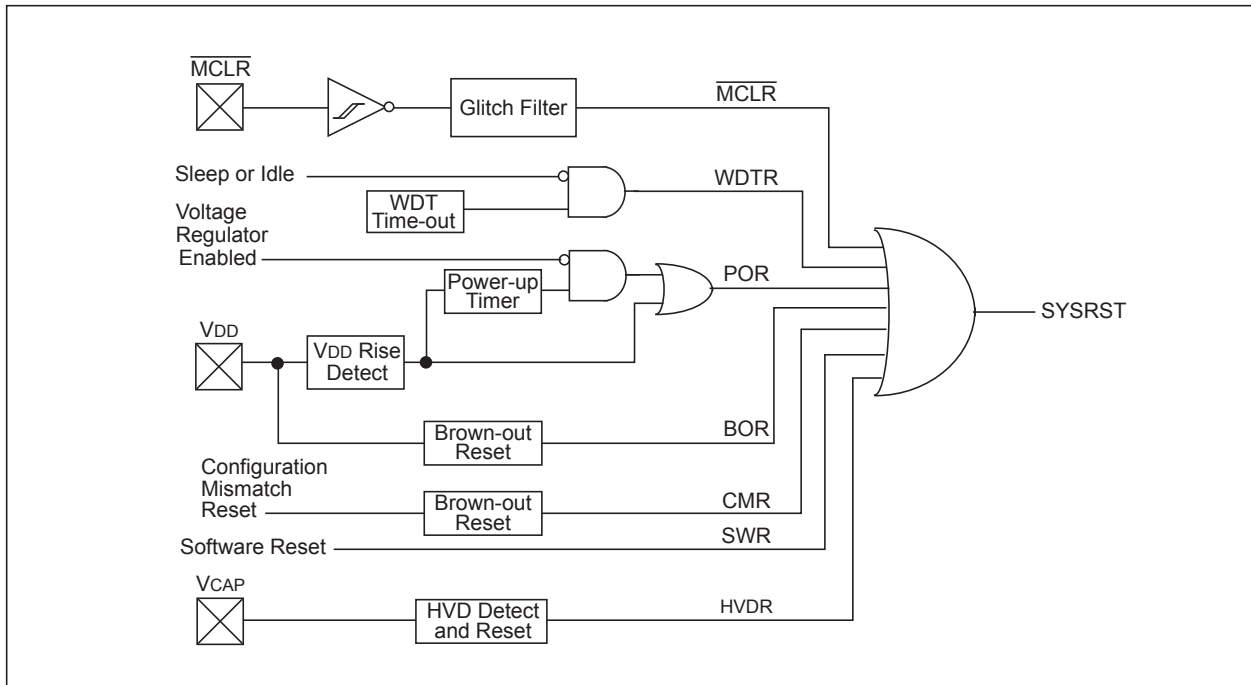 MCLR
Glitch Filter
MCLR
Sleep or Idle
WDT
Time-out
WDTR
Voltage
Regulator
Enabled
Power-up
Timer
POR
SYSRST
VDD
VDD Rise
Detect
Brown-out
Reset
BOR
Configuration
Mismatch
Reset
Brown-out
Reset
CMR
Software Reset
SWR
VCAP
HVD Detect
and Reset
HVDR